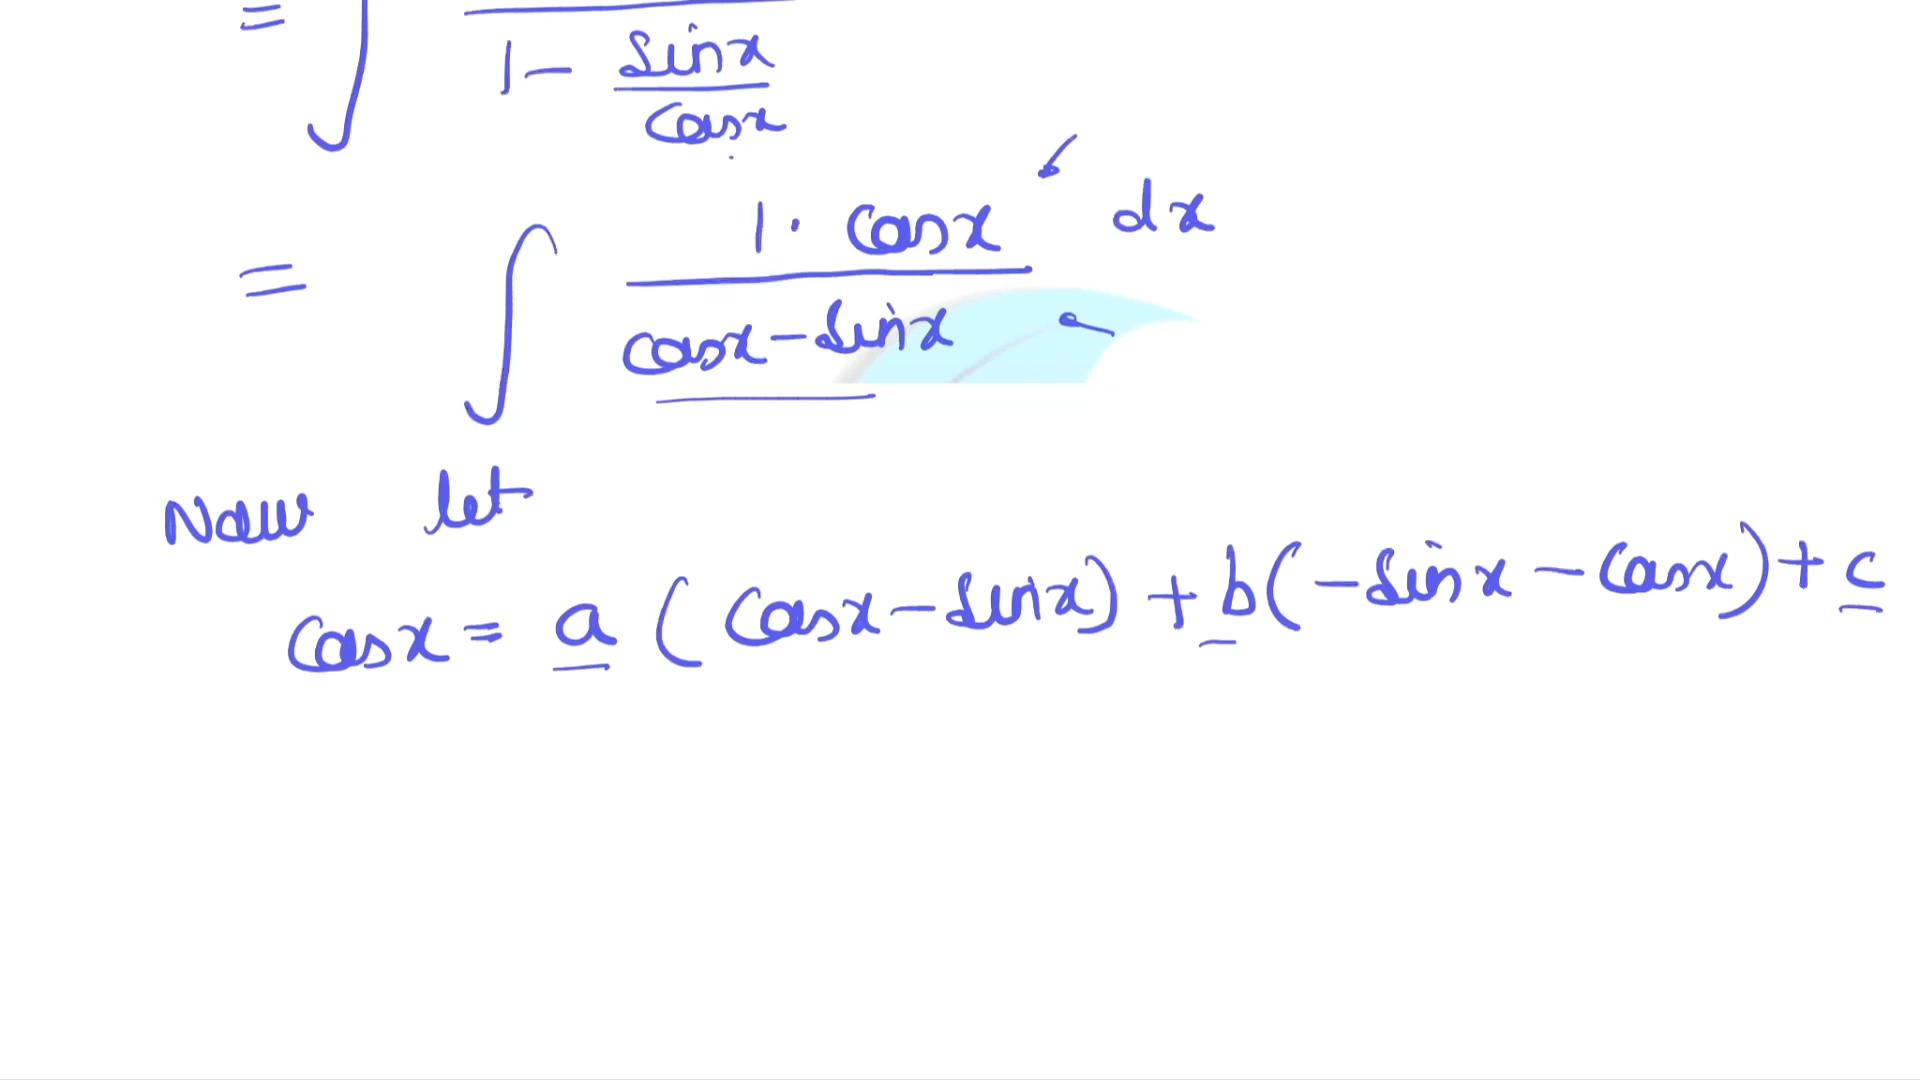 = ∫ 1 - sinx / cosx
= ∫ 1 · cosx / cosx - sinx dx
Now let
cosx = a ( cosx - sinx ) + b ( - sinx - cosx ) + c